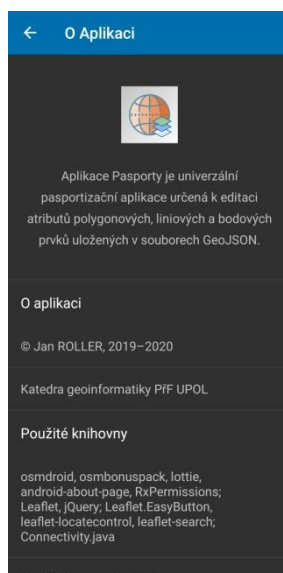 O Aplikaci
Aplikace Pasporty je univerzální
pasportizační aplikace určená k editaci
atributů polygonových, liniových a bodových
prvků uložených v souborech GeoJSON.
O aplikaci
© Jan ROLLER, 2019–2020
Katedra geoinformatiky PřF UPOL
Použité knihovny
osmdroid, osmbonuspack, lottie,
android-about-page, RxPermissions;
Leaflet, jQuery; Leaflet.EasyButton,
leaflet-locatecontrol, leaflet-search;
Connectivity.java